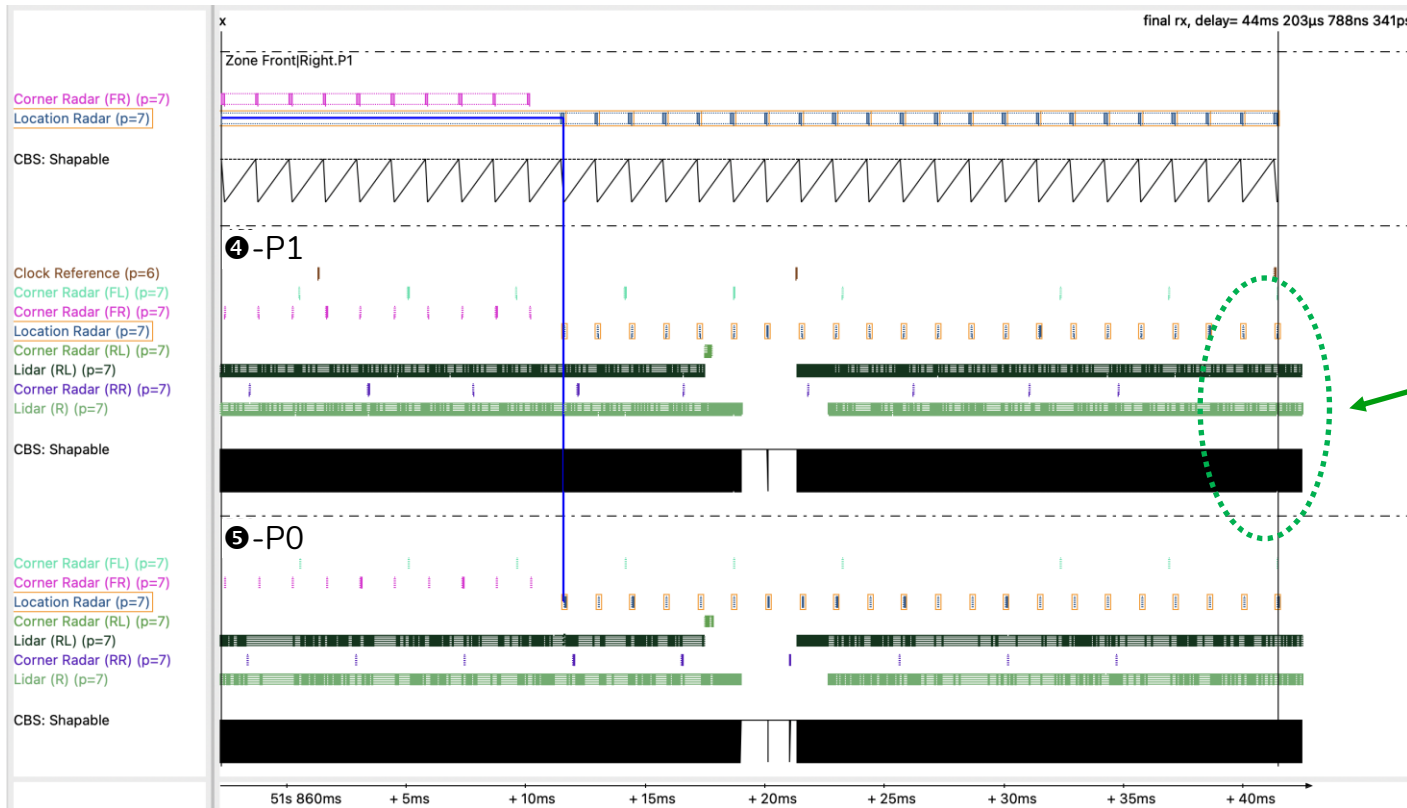 x
final rx, delay= 44ms 203µs 788ns 341ps
Zone Front|Right.P1
Corner Radar (FR) (p=7)
Location Radar (p=7)
CBS: Shapable
❹-P1
Clock Reference (p=6)
Corner Radar (FL) (p=7)
Corner Radar (FR) (p=7)
Location Radar (p=7)
Corner Radar (RL) (p=7)
Lidar (RL) (p=7)
Corner Radar (RR) (p=7)
Lidar (R) (p=7)
CBS: Shapable
❺-P0
Corner Radar (FL) (p=7)
Corner Radar (FR) (p=7)
Location Radar (p=7)
Corner Radar (RL) (p=7)
Lidar (RL) (p=7)
Corner Radar (RR) (p=7)
Lidar (R) (p=7)
CBS: Shapable
51s 860ms + 5ms + 10ms + 15ms + 20ms + 25ms + 30ms + 35ms + 40ms